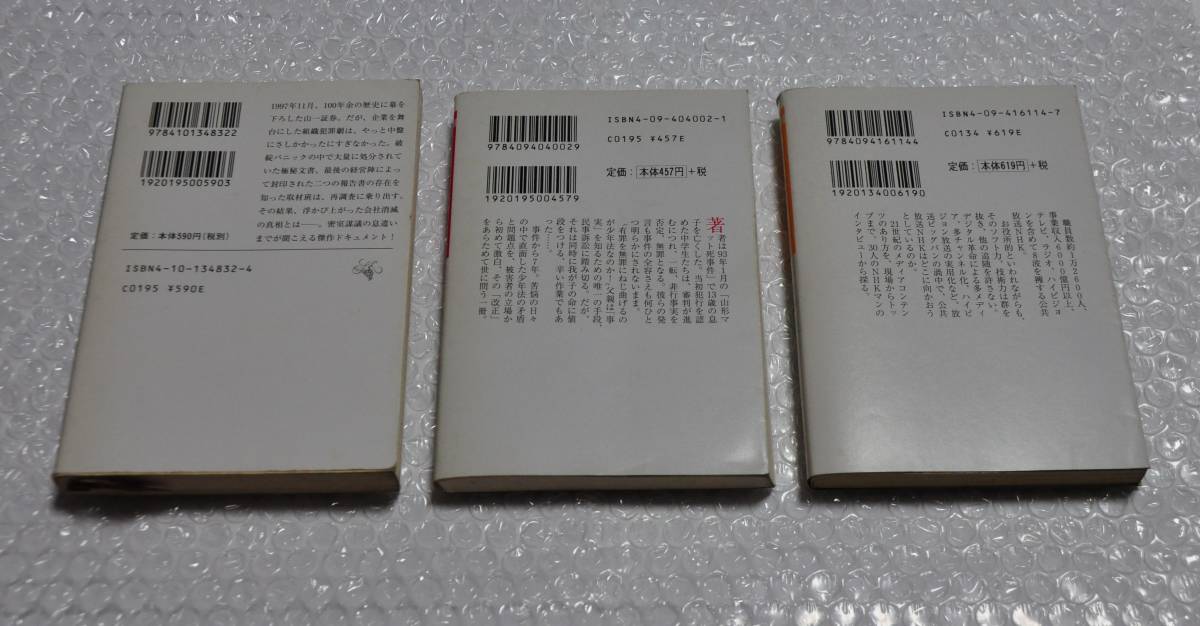 9784101348322
1920195005903
定価：本体590円(税別)
ISBN4-10-134832-4
C0195 ¥590E
1997年11月、100年余の歴史に幕を
下ろした山一証券。だが、企業を舞
台にした組織犯罪劇は、やっと中盤
にさしかかったにすぎなかった。破
綻パニックの中で大量に処分されて
いた極秘文書、最後の経営陣によっ
て封印された二つの報告書の存在を
知った取材班は、再調査に乗り出す。
その結果、浮かび上がった会社消滅
の真相とは——。密室謀議の息遣い
までが聞こえる傑作ドキュメント！
9784094040029
1920195004579
ISBN4-09-404002-1
C0195 ¥457E
定価：本体457円+税
著者は93年1月の「山形マ
ット死事件」で13歳の息
子を亡くした。当初犯行を認
めた中学生たちは、審判が進
むにつれ、一転、非行事実を
否定、無罪となる。彼らの発
言も事件の全容さえも何ひと
つ明らかにされないまま。
「有罪を無罪にねじ曲げるの
が少年法なのか！」父親は「事
実」を知るための唯一の手段、
民事訴訟に踏み切る。だが、
それは同時に我が子の命に値
段をつける、辛い作業でもあ
った……。
事件から7年。苦悩の日々
の中で直面した少年法の矛盾
と問題点を、被害者の立場か
ら初めて激白、その「改正」
をあらためて世に問う一冊。
9784094161144
1920134006190
ISBN4-09-416114-7
C0134 ¥619E
定価：本体619円+税
職員数約1万2600人、
事業収入6000億円以上、
テレビ、ラジオ、ハイビジョ
ンを含めて8波を擁する公共
放送NHK。
お役所的といわれながらも、
そのソフト力、技術力は群を
抜き、他の追随を許さない。
デジタル革命による多メディ
ア、多チャンネル化、ハイビ
ジョン放送の実用化など、放
送ビッグバンの渦中で、公共
放送NHKはどこに向かおう
としているのか。
21世紀のメディアコンテン
ツのあり方を、現場からトッ
プまで、30人のNHKマンの
インタビューから探る。